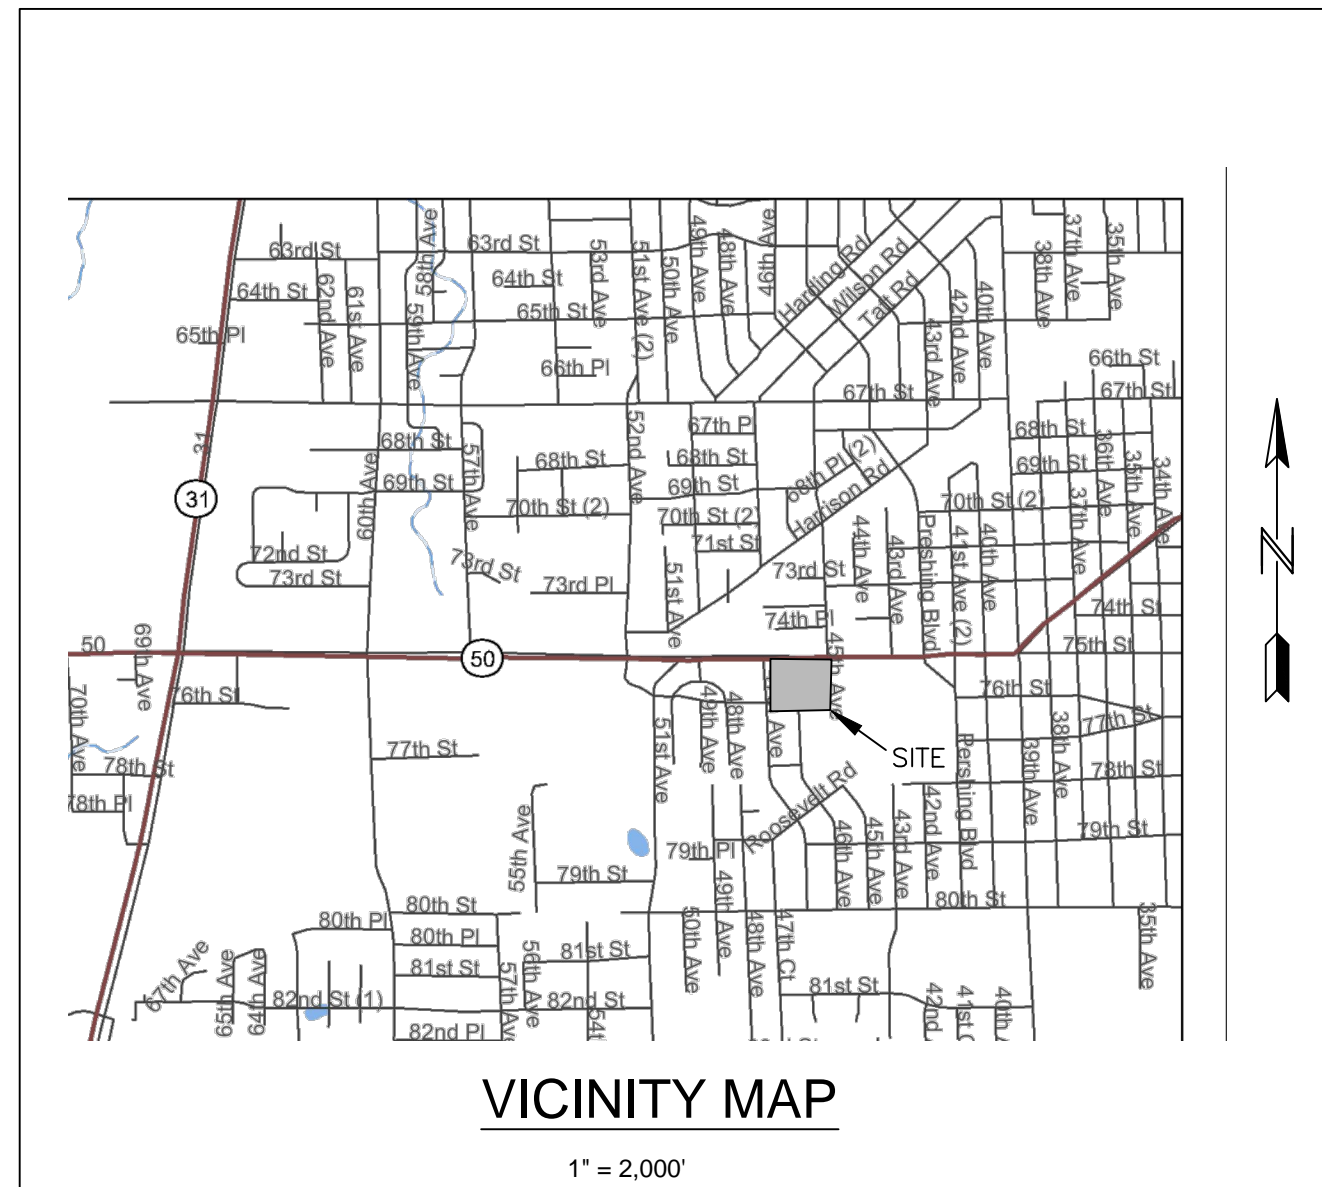 63rd St
64th St
65th Pl
62nd Ave
61st Ave
58th Ave
59th Ave
63rd St
64th St
65th St
66th Pl
53rd Ave
51st Ave (2)
50th Ave
49th Ave
48th Ave
46th Ave
Harding Rd
Wilson Rd
Taft Rd
43rd Ave
42nd Ave
40th Ave
38th Ave
37th Ave
35th Ave
66th St
67th St
67th St
31
31
68th St
69th St
60th Ave
57th Ave
68th St
70th St (2)
52nd Ave
67th Pl
68th St
69th St
70th St (2)
71st St
68th Pl (2)
Harrison Rd
68th St
69th St
70th St (2)
36th Ave
35th Ave
34th Ave
37th Ave
72nd St
73rd St
73rd St
73rd Pl
51st Ave
73rd St
74th Pl
44th Ave
43rd Ave
Preshing Blvd
41st Ave (2)
40th Ave
74th St
75th St
50
69th Ave
50
45th Ave
70th Ave
76th St
77th St
78th St
78th Pl
51st Ave
49th Ave
48th Ave
Ave
SITE
76th St
77th St
78th St
79th St
38th Ave
39th Ave
Pershing Blvd
Roosevelt Rd
79th Pl
55th Ave
79th St
46th Ave
45th Ave
43rd Ave
42nd Ave
80th St
80th Pl
80th St
80th Pl
81st St
82nd St (1)
82nd Pl
67th Ave
65th Ave
64th Ave
57th Ave
56th Ave
81st St
82nd St
54th
50th Ave
49th Ave
48th Ave
47th Ct
81st St
42nd
41st
40th
35th Ave
N
VICINITY MAP
1" = 2,000'